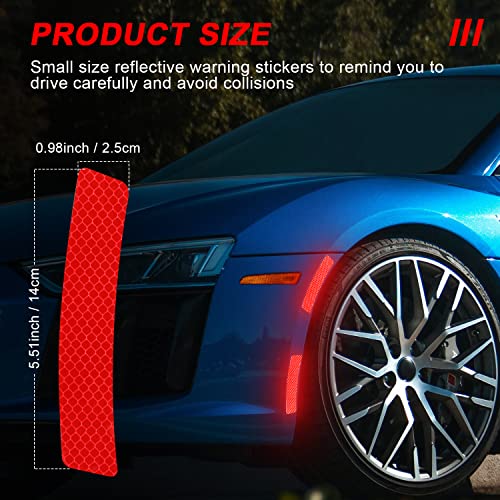 PRODUCT SIZE
Small size reflective warning stickers to remind you to
drive carefully and avoid collisions
0.98inch / 2.5cm
5.51inch / 14cm